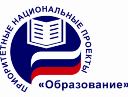 ПРИОРИТЕТНЫЕ НАЦИОНАЛЬНЫЕ ПРОЕКТЫ
«Образование»